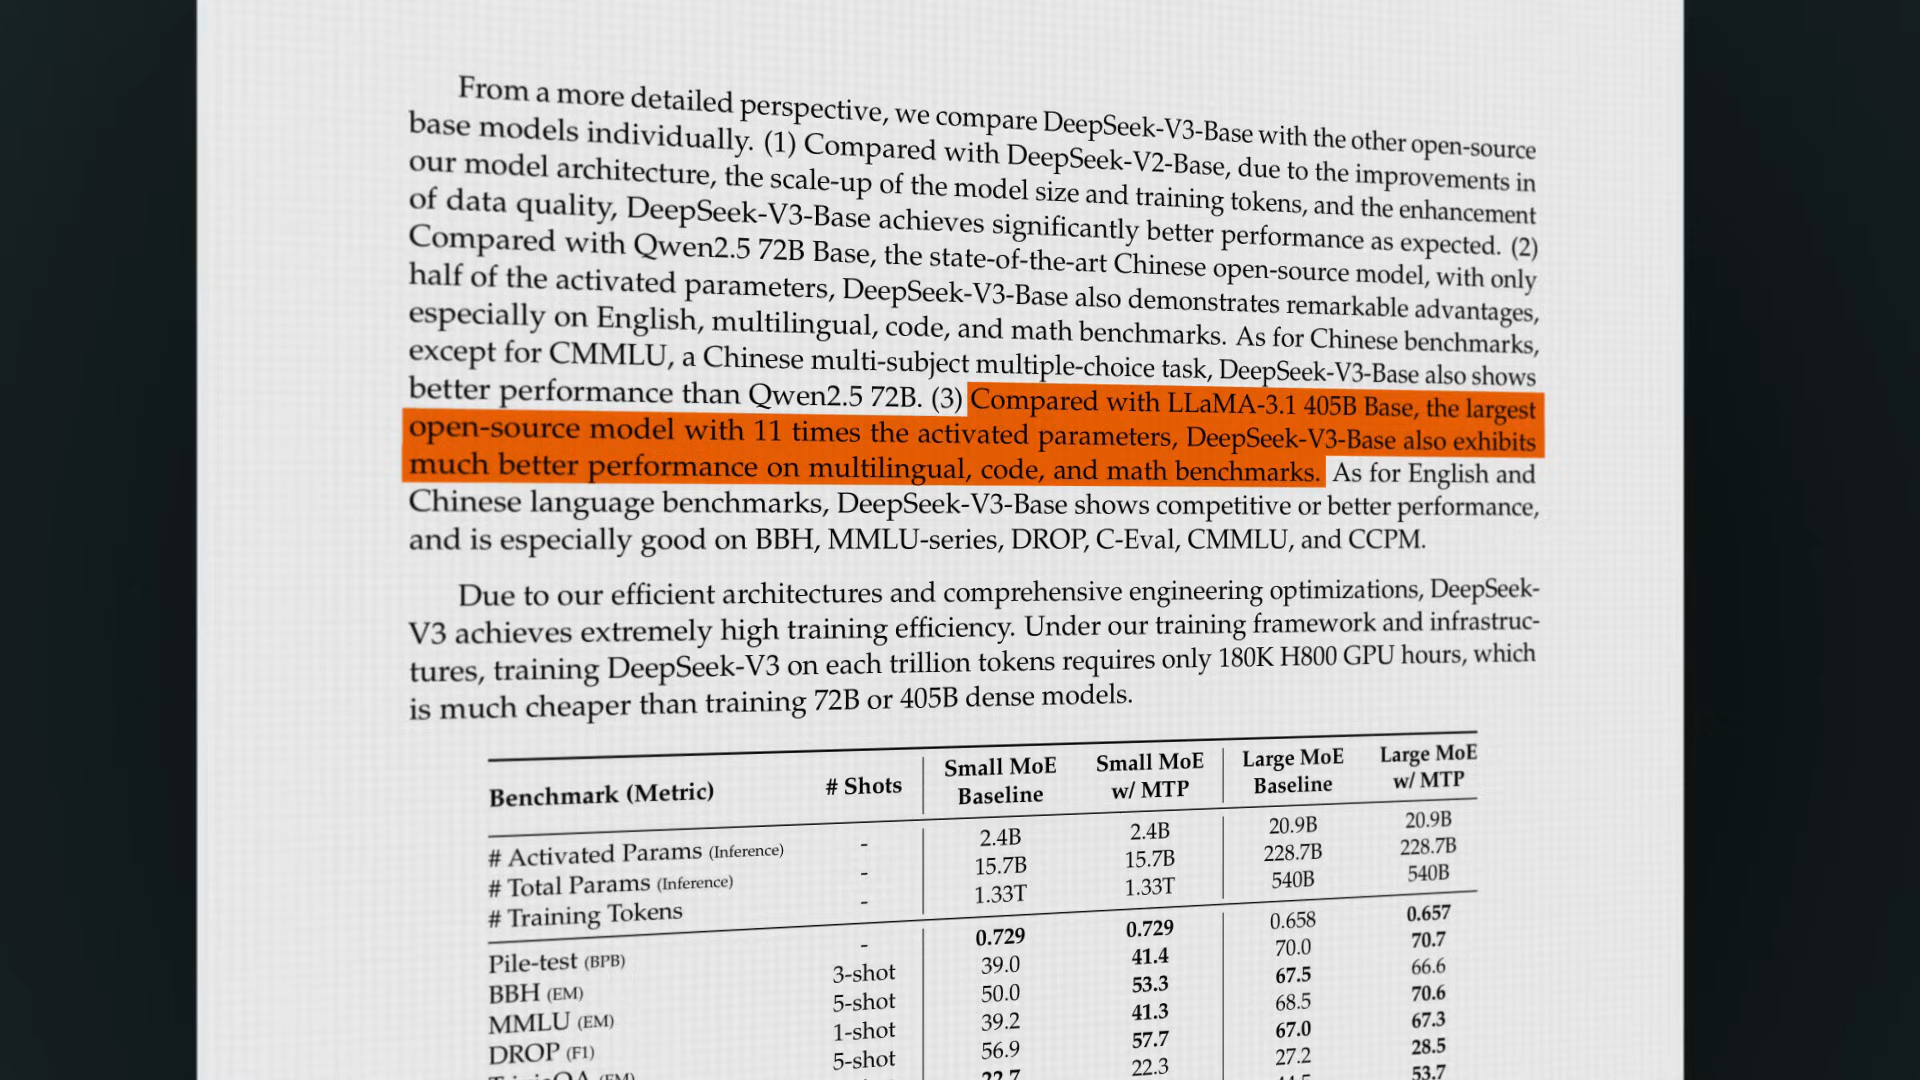 From a more detailed perspective, we compare DeepSeek-V3-Base with the other open-source
base models individually. (1) Compared with DeepSeek-V2-Base, due to the improvements in
our model architecture, the scale-up of the model size and training tokens, and the enhancement
of data quality, DeepSeek-V3-Base achieves significantly better performance as expected. (2)
Compared with Qwen2.5 72B Base, the state-of-the-art Chinese open-source model, with only
half of the activated parameters, DeepSeek-V3-Base also demonstrates remarkable advantages,
especially on English, multilingual, code, and math benchmarks. As for Chinese benchmarks,
except for CMMLU, a Chinese multi-subject multiple-choice task, DeepSeek-V3-Base also shows
better performance than Qwen2.5 72B. (3) Compared with LLaMA-3.1 405B Base, the largest
open-source model with 11 times the activated parameters, DeepSeek-V3-Base also exhibits
much better performance on multilingual, code, and math benchmarks. As for English and
Chinese language benchmarks, DeepSeek-V3-Base shows competitive or better performance,
and is especially good on BBH, MMLU-series, DROP, C-Eval, CMMLU, and CCPM.
Due to our efficient architectures and comprehensive engineering optimizations, DeepSeek-
V3 achieves extremely high training efficiency. Under our training framework and infrastruc-
tures, training DeepSeek-V3 on each trillion tokens requires only 180K H800 GPU hours, which
is much cheaper than training 72B or 405B dense models.
Small MoE Small MoE Large MoE Large MoE
Benchmark (Metric) # Shots Baseline w/ MTP Baseline w/ MTP
# Activated Params (Inference) - 2.4B 2.4B 20.9B 20.9B
# Total Params (Inference) - 15.7B 15.7B 228.7B 228.7B
# Training Tokens - 1.33T 1.33T 540B 540B
Pile-test (BPB) - 0.729 0.729 0.658 0.657
BBH (EM) 3-shot 39.0 41.4 70.0 70.7
MMLU (EM) 5-shot 50.0 53.3 67.5 66.6
DROP (F1) 1-shot 39.2 41.3 68.5 70.6
5-shot 56.9 57.7 67.0 67.3
22.7 22.3 27.2 28.5
53.7